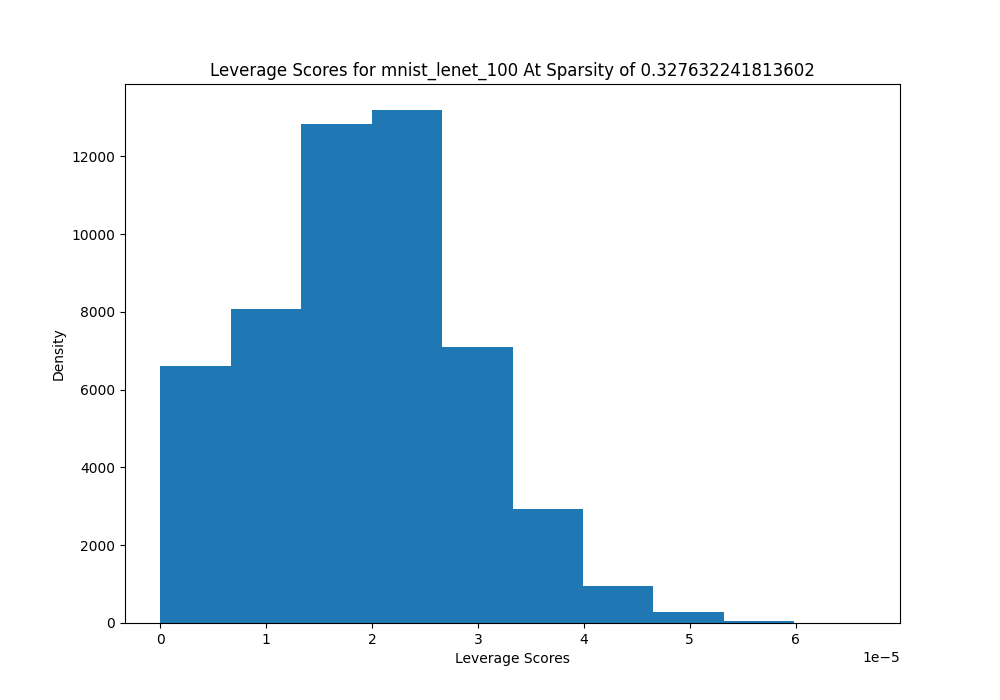 Leverage Scores for mnist_lenet_100 At Sparsity of 0.327632241813602
12000
10000
8000
6000
4000
2000
0
Density
0 1 2 3 4 5 6
1e−5
Leverage Scores